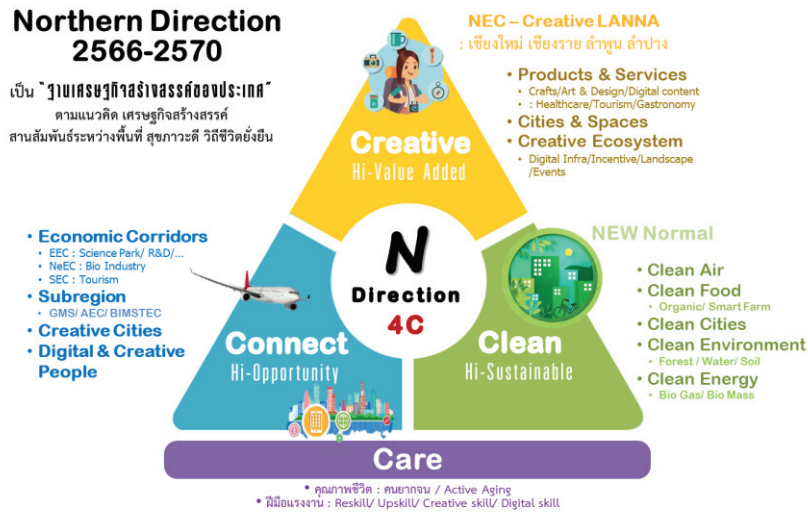 Northern Direction
2566-2570
เป็น "ฐานเศรษฐกิจสร้างสรรค์ของประเทศ"
ตามแนวคิด เศรษฐกิจสร้างสรรค์
สานสัมพันธ์ระหว่างพื้นที่ สุขภาวะดี วิถีชีวิตยั่งยืน
NEC – Creative LANNA
: เชียงใหม่ เชียงราย ลำพูน ลำปาง
• Products & Services
• Crafts/Art & Design/Digital content
• : Healthcare/Tourism/Gastronomy
• Cities & Spaces
• Creative Ecosystem
• Digital Infra/Incentive/Landscape
/Events
Creative
Hi-Value Added
• Economic Corridors
• EEC : Science Park/ R&D/...
• NeEC : Bio Industry
• SEC : Tourism
• Subregion
• GMS/ AEC/ BIMSTEC
• Creative Cities
• Digital & Creative
People
N
Direction
4C
Connect
Hi-Opportunity
Clean
Hi-Sustainable
NEW Normal
• Clean Air
• Clean Food
• Organic/ Smart Farm
• Clean Cities
• Clean Environment
• Forest / Water/ Soil
• Clean Energy
• Bio Gas/ Bio Mass
Care
• คุณภาพชีวิต : คนยากจน / Active Aging
• ฝีมือแรงงาน : Reskill/ Upskill/ Creative skill/ Digital skill